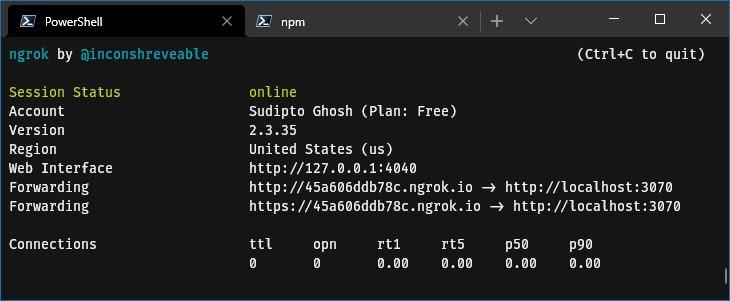 PowerShell npm
ngrok by @inconshreveable (Ctrl+C to quit)
Session Status online
Account Sudipto Ghosh (Plan: Free)
Version 2.3.35
Region United States (us)
Web Interface http://127.0.0.1:4040
Forwarding http://45a606ddb78c.ngrok.io -> http://localhost:3070
Forwarding https://45a606ddb78c.ngrok.io -> http://localhost:3070
Connections ttl opn rt1 rt5 p50 p90
0 0 0.00 0.00 0.00 0.00